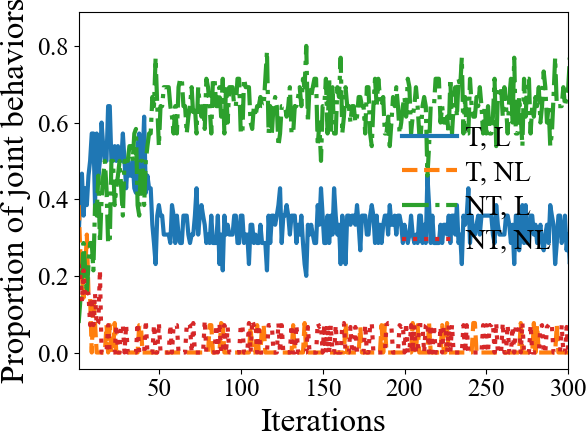 Proportion of joint behaviors
0.8
0.6
0.4
0.2
0.0
T, L
T, NL
NT, L
NT, NL
50 100 150 200 250 300
Iterations